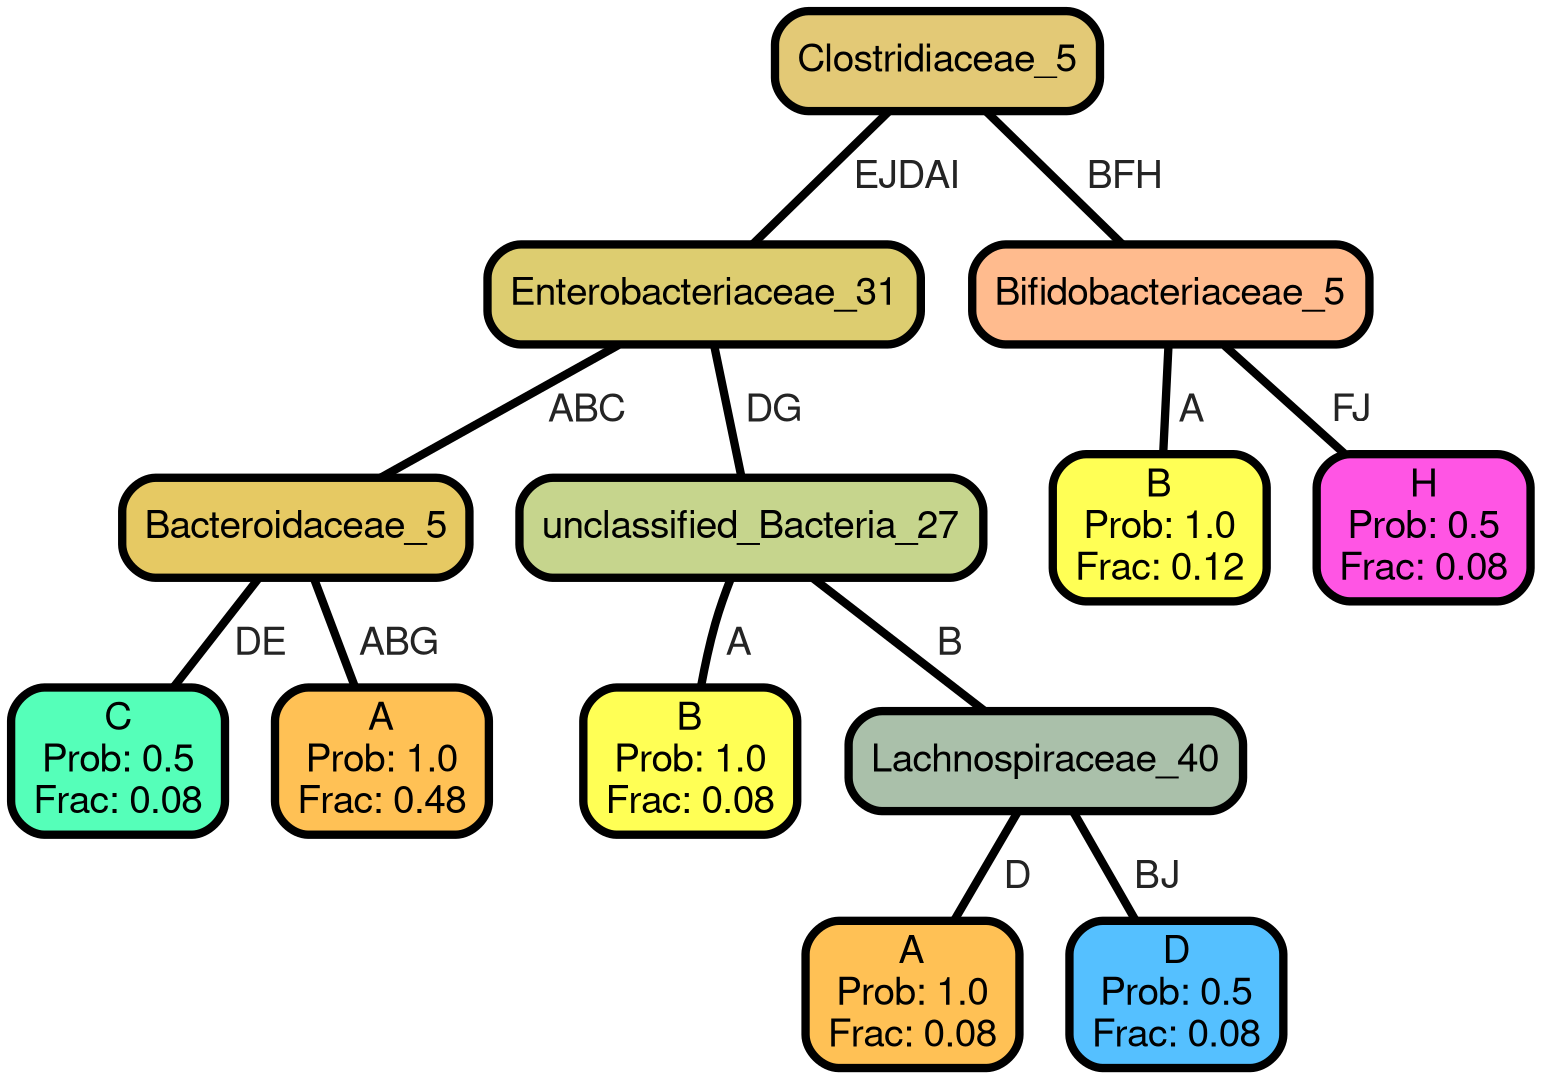 Clostridiaceae_5
EJDAI
BFH
Enterobacteriaceae_31
Bifidobacteriaceae_5
ABC
DG
A
FJ
Bacteroidaceae_5
unclassified_Bacteria_27
B
Prob: 1.0
Frac: 0.12
H
Prob: 0.5
Frac: 0.08
DE
ABG
A
B
C
Prob: 0.5
Frac: 0.08
A
Prob: 1.0
Frac: 0.48
B
Prob: 1.0
Frac: 0.08
Lachnospiraceae_40
D
BJ
A
Prob: 1.0
Frac: 0.08
D
Prob: 0.5
Frac: 0.08